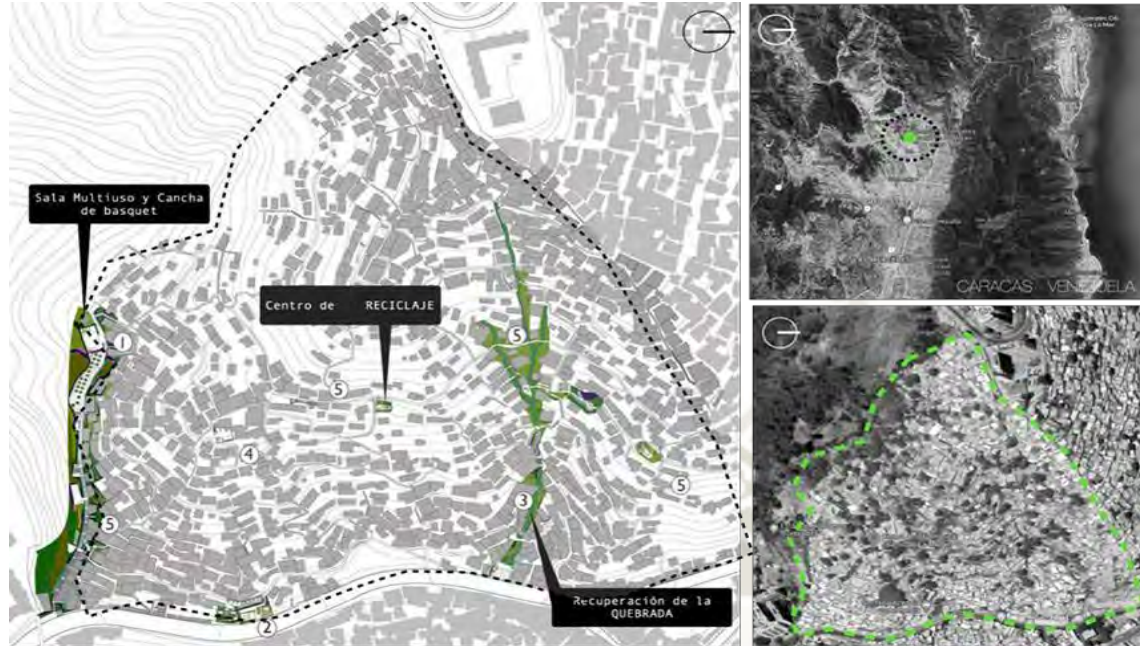 Sala Multiuso y Cancha
de basquet
Centro de RECICLAJE
1
5
5
4
5
3
5
2
Recuperación de la
QUEBRADA
CARACAS VENEZUELA